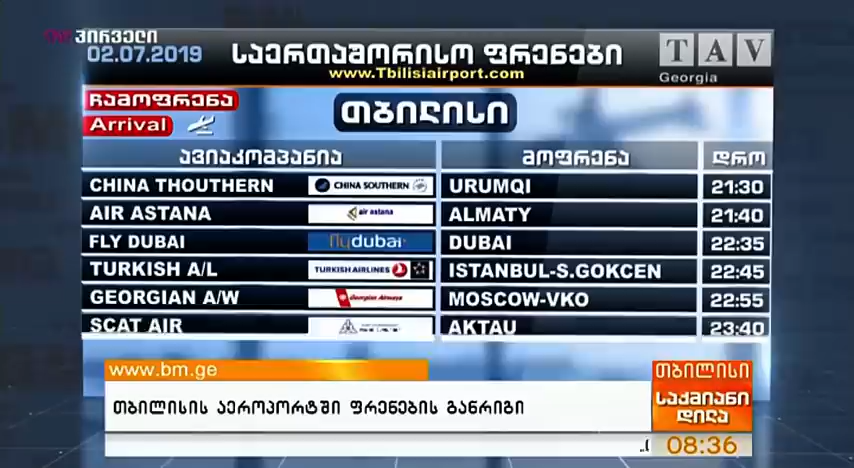 პირველი
02.07.2019
საერთაშორისო ფრენები
www.Tbilisiairport.com
TAV
Georgia
ჩამოფრენა
Arrival
თბილისი
ავიაკომპანია მოფრენა დრო
CHINA THOUTHERN CHINA SOUTHERN URUMQI 21:30
AIR ASTANA air astana ALMATY 21:40
FLY DUBAI flydubai DUBAI 22:35
TURKISH A/L TURKISH AIRLINES ISTANBUL-S.GOKCEN 22:45
GEORGIAN A/W Georgian Airways MOSCOW-VKO 22:55
SCAT AIR AKTAU 23:40
www.bm.ge
თბილისის აეროპორტში ფრენების განრიგი
თბილისი
საქმიანი
დილა
08:36